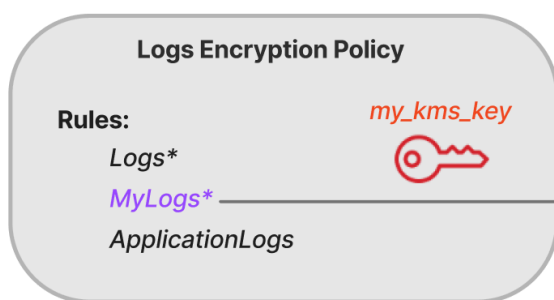 Logs Encryption Policy
my_kms_key
Rules:
Logs*
MyLogs*
ApplicationLogs